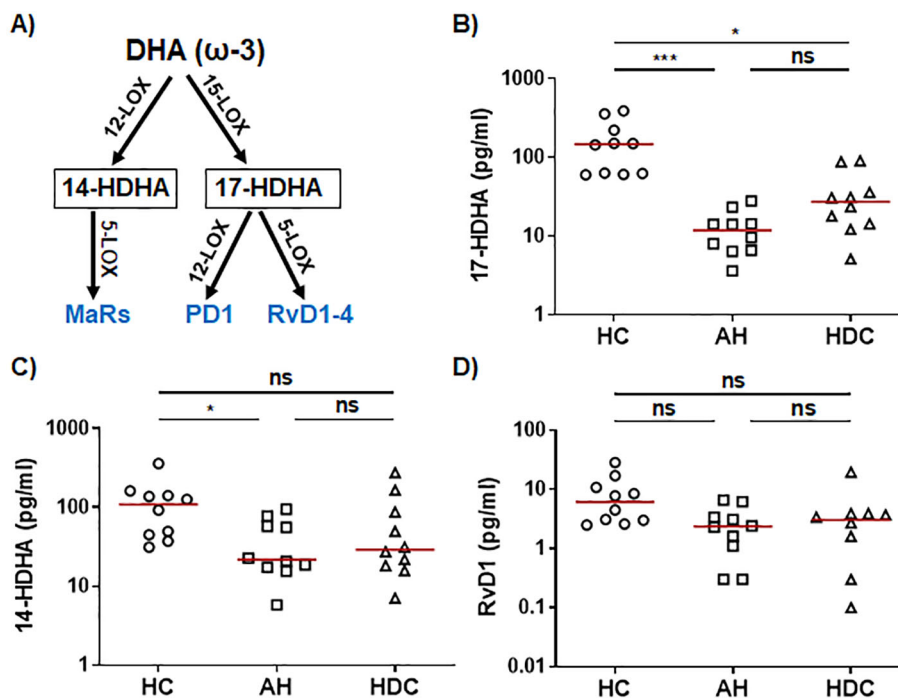 A)
DHA (ω-3)
12-LOX
15-LOX
14-HDHA
17-HDHA
5-LOX
12-LOX
5-LOX
MaRs
PD1
RvD1-4
B)
*
***
ns
17-HDHA (pg/ml)
1000
100
10
1
HC
AH
HDC
C)
ns
*
ns
14-HDHA (pg/ml)
1000
100
10
1
HC
AH
HDC
D)
ns
ns
ns
RvD1 (pg/ml)
100
10
1
0.1
0.01
HC
AH
HDC